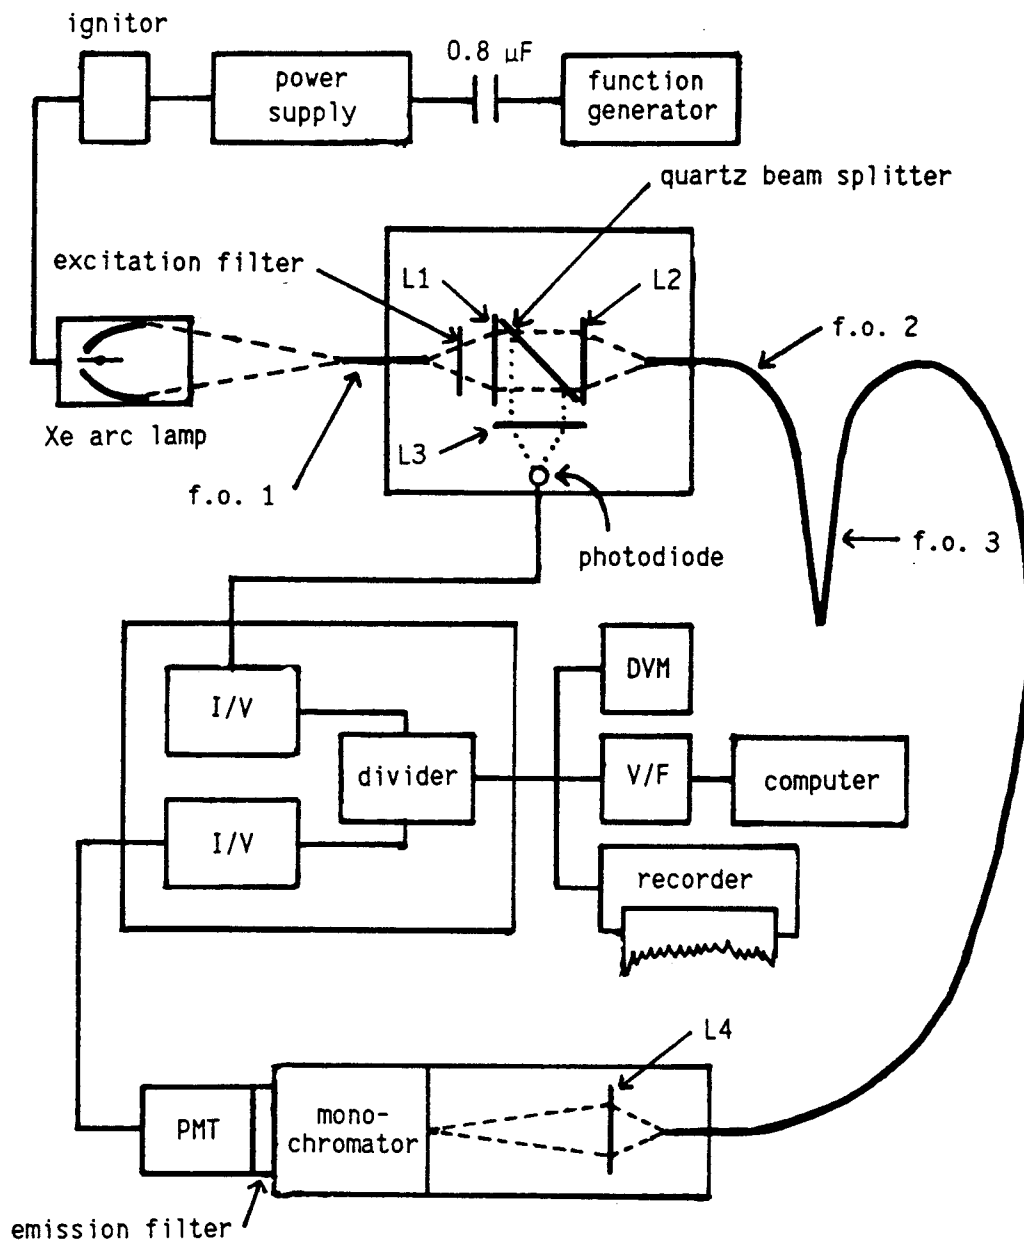 ignitor
power
supply
0.8 µF
function
generator
quartz beam splitter
excitation filter
L1
L2
f.o. 2
Xe arc lamp
L3
f.o. 1
photodiode
f.o. 3
I/V
DVM
divider
V/F
computer
I/V
recorder
L4
PMT
mono-
chromator
emission filter